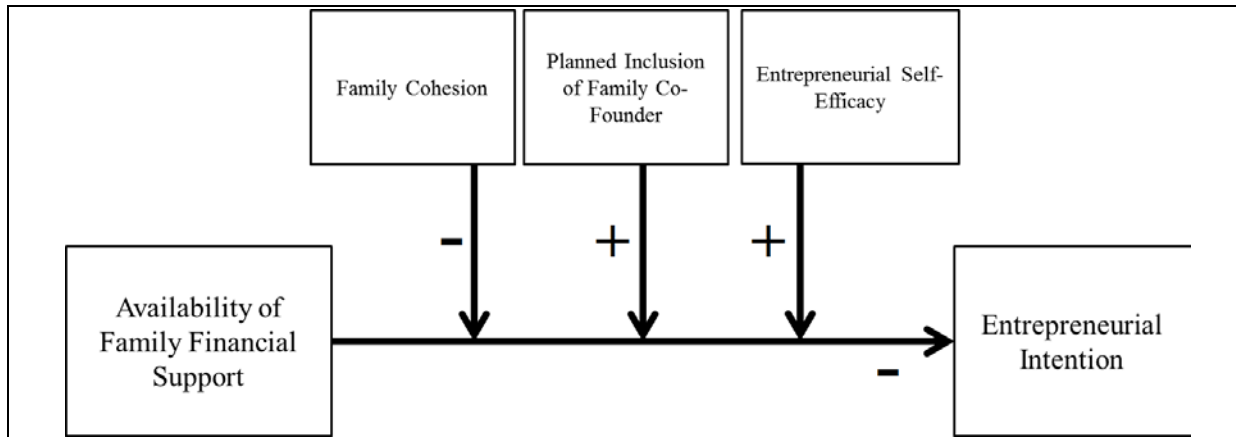 Family Cohesion
Planned Inclusion
of Family Co-
Founder
Entrepreneurial Self-
Efficacy
-
+
+
Availability of
Family Financial
Support
-
Entrepreneurial
Intention